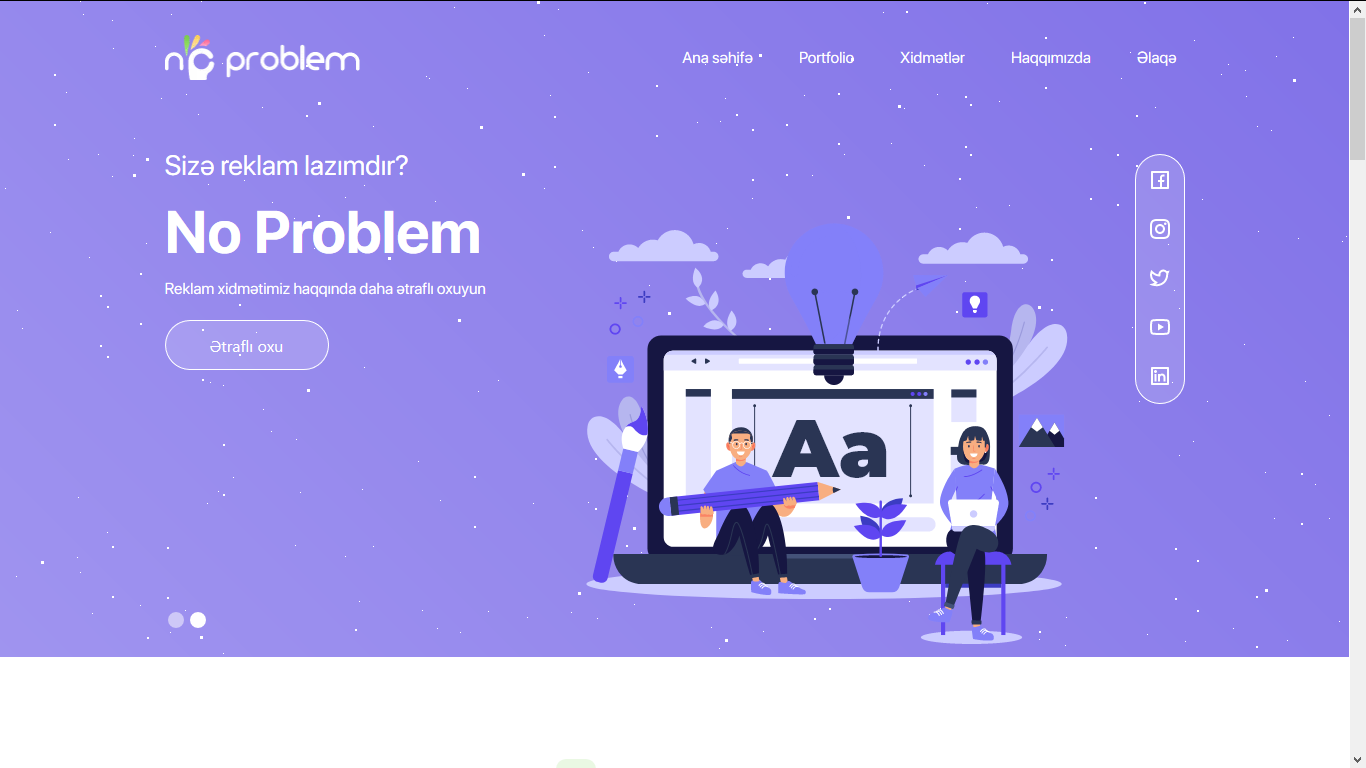 no problem
Ana səhifə Portfolio Xidmətlər Haqqımızda Əlaqə
Sizə reklam lazımdır?
No Problem
Reklam xidmətimiz haqqında daha ətraflı oxuyun
Ətraflı oxu
Aa